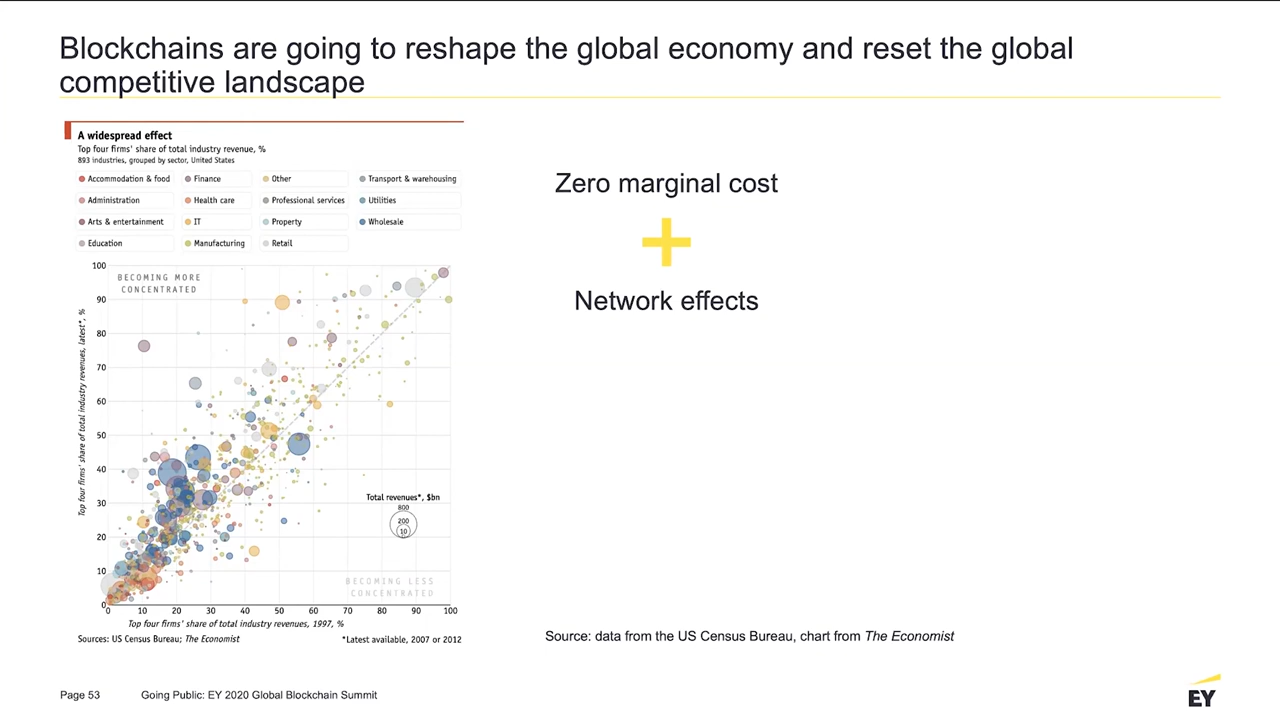 Blockchains are going to reshape the global economy and reset the global
competitive landscape
A widespread effect
Top four firms' share of total industry revenue, %
893 industries, grouped by sector, United States
Accommodation & food
Finance
Other
Transport & warehousing
Administration
Health care
Professional services
Utilities
Arts & entertainment
IT
Property
Wholesale
Education
Manufacturing
Retail
BECOMING MORE
CONCENTRATED
100
90
80
70
60
50
40
30
20
10
0
Top four firms' share of total industry revenues, latest*, %
Total revenues*, $bn
800
200
10
BECOMING LESS
CONCENTRATED
0 10 20 30 40 50 60 70 80 90 100
Top four firms' share of total industry revenues, 1997, %
Sources: US Census Bureau; The Economist
*Latest available, 2007 or 2012
Zero marginal cost
+
Network effects
Source: data from the US Census Bureau, chart from The Economist
Page 53
Going Public: EY 2020 Global Blockchain Summit
EY